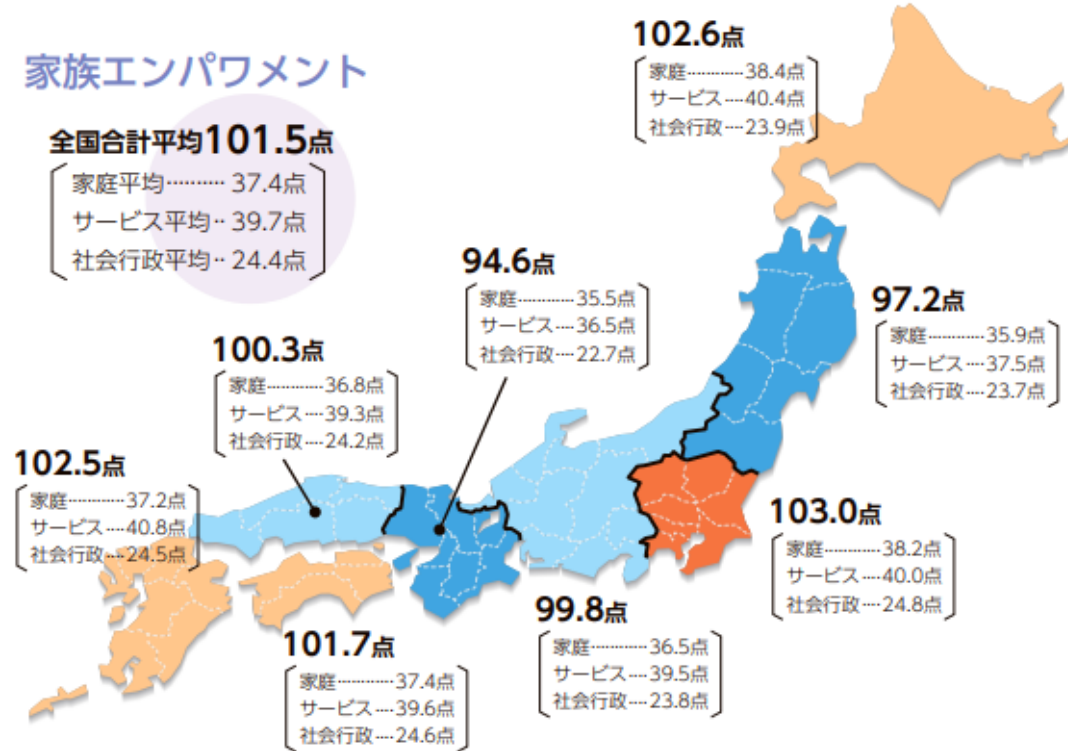 家族エンパワメント
全国合計平均101.5点
家庭平均.......... 37.4点
サービス平均.. 39.7点
社会行政平均.. 24.4点
102.6点
家庭............38.4点
サービス....40.4点
社会行政....23.9点
97.2点
家庭............35.9点
サービス....37.5点
社会行政....23.7点
94.6点
家庭............35.5点
サービス....36.5点
社会行政....22.7点
100.3点
家庭............36.8点
サービス....39.3点
社会行政....24.2点
102.5点
家庭............37.2点
サービス....40.8点
社会行政....24.5点
103.0点
家庭............38.2点
サービス....40.0点
社会行政....24.8点
99.8点
家庭............36.5点
サービス....39.5点
社会行政....23.8点
101.7点
家庭............37.4点
サービス....39.6点
社会行政....24.6点